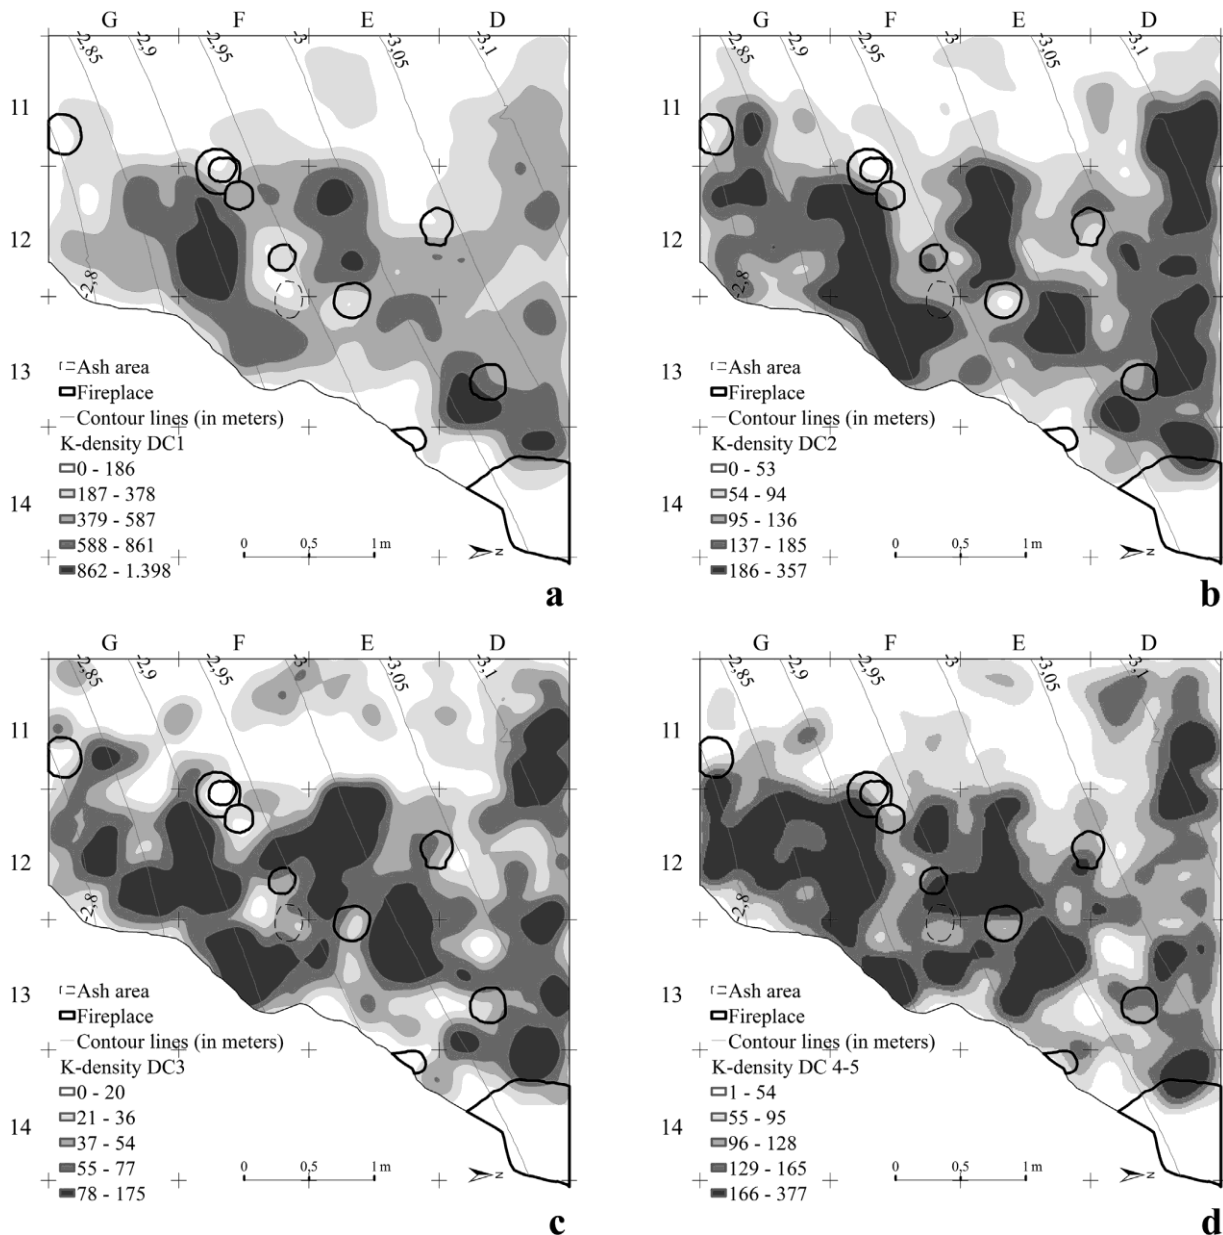 G F E D
-2,85 -2,9 -2,95 -3 -3,05 -3,1
11
12
-2,8
13
14
Ash area
Fireplace
Contour lines (in meters)
K-density DC1
0 - 186
187 - 378
379 - 587
588 - 861
862 - 1.398
0 0,5 1 m
N
a
G F E D
-2,85 -2,9 -2,95 -3 -3,05 -3,1
11
12
-2,8
13
14
Ash area
Fireplace
Contour lines (in meters)
K-density DC2
0 - 53
54 - 94
95 - 136
137 - 185
186 - 357
0 0,5 1 m
N
b
G F E D
-2,85 -2,9 -2,95 -3 -3,05 -3,1
11
12
-2,8
13
14
Ash area
Fireplace
Contour lines (in meters)
K-density DC3
0 - 20
21 - 36
37 - 54
55 - 77
78 - 175
0 0,5 1 m
N
c
G F E D
-2,85 -2,9 -2,95 -3 -3,05 -3,1
11
12
-2,8
13
14
Ash area
Fireplace
Contour lines (in meters)
K-density DC 4-5
1 - 54
55 - 95
96 - 128
129 - 165
166 - 377
0 0,5 1 m
N
d